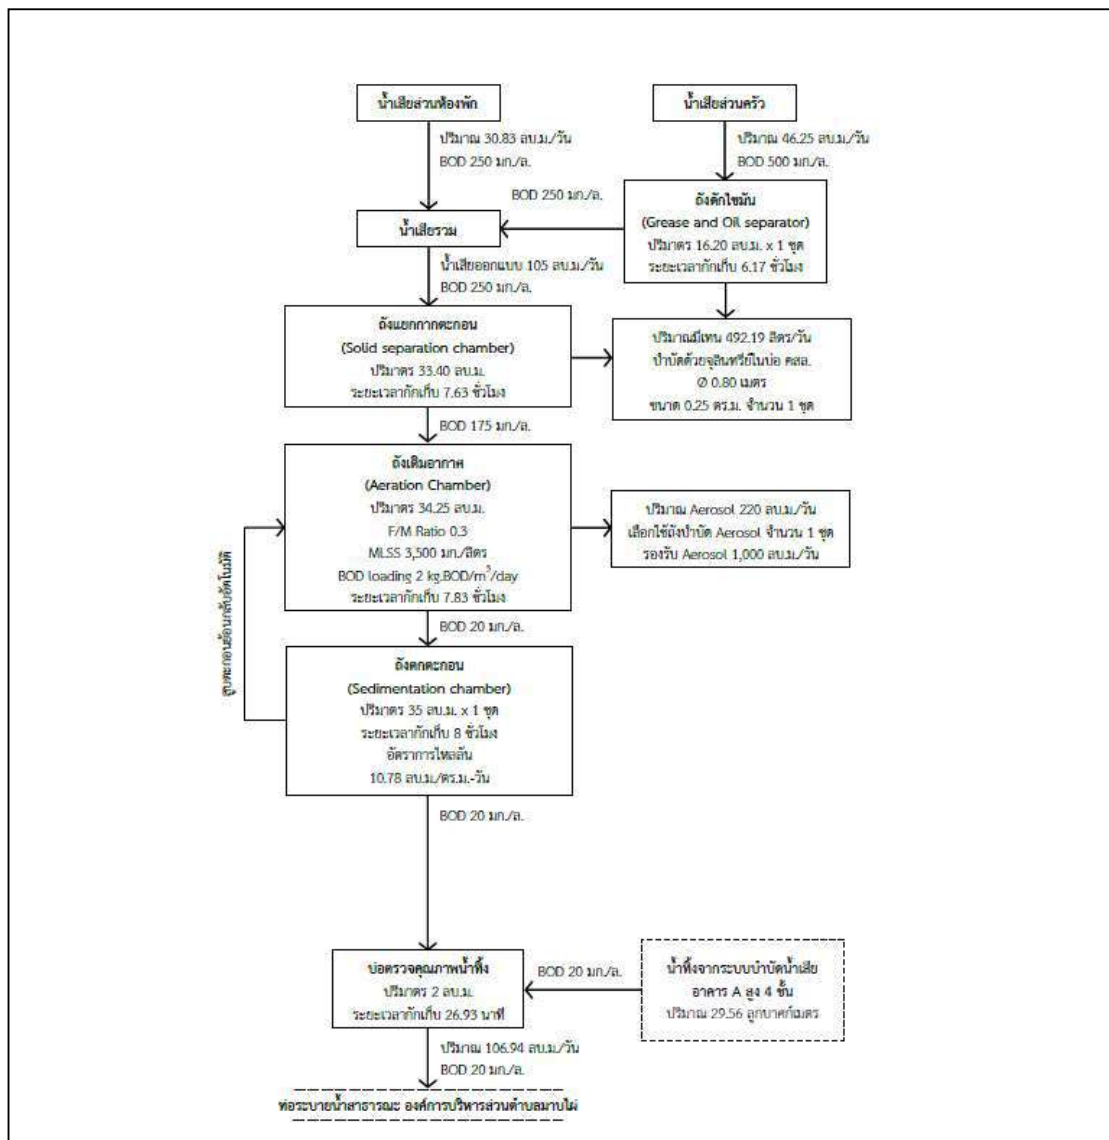 น้ำเสียส่วนห้องพัก
ปริมาณ 30.83 ลบ.ม./วัน
BOD 250 มก./ล.
น้ำเสียส่วนครัว
ปริมาณ 46.25 ลบ.ม./วัน
BOD 500 มก./ล.
ถังดักไขมัน
(Grease and Oil separator)
ปริมาตร 16.20 ลบ.ม. x 1 ชุด
ระยะเวลากักเก็บ 6.17 ชั่วโมง
BOD 250 มก./ล.
น้ำเสียรวม
น้ำเสียออกแบบ 105 ลบ.ม./วัน
BOD 250 มก./ล.
ถังแยกกากตะกอน
(Solid separation chamber)
ปริมาตร 33.40 ลบ.ม.
ระยะเวลากักเก็บ 7.63 ชั่วโมง
ปริมาณมีเทน 492.19 ลิตร/วัน
บำบัดด้วยจุลินทรีย์ในบ่อ คสล.
Ø 0.80 เมตร
ขนาด 0.25 ตร.ม. จำนวน 1 ชุด
BOD 175 มก./ล.
ถังเติมอากาศ
(Aeration Chamber)
ปริมาตร 34.25 ลบ.ม.
F/M Ratio 0.3
MLSS 3,500 มก./ลิตร
BOD loading 2 kg.BOD/m³/day
ระยะเวลากักเก็บ 7.83 ชั่วโมง
ปริมาณ Aerosol 220 ลบ.ม./วัน
เลือกใช้ถังบำบัด Aerosol จำนวน 1 ชุด
รองรับ Aerosol 1,000 ลบ.ม./วัน
สูบตะกอนย้อนกลับอัตโนมัติ
BOD 20 มก./ล.
ถังตกตะกอน
(Sedimentation chamber)
ปริมาตร 35 ลบ.ม. x 1 ชุด
ระยะเวลากักเก็บ 8 ชั่วโมง
อัตราการไหลล้น
10.78 ลบ.ม./ตร.ม.-วัน
BOD 20 มก./ล.
บ่อตรวจคุณภาพน้ำทิ้ง
ปริมาตร 2 ลบ.ม.
ระยะเวลากักเก็บ 26.93 นาที
BOD 20 มก./ล.
น้ำทิ้งจากระบบบำบัดน้ำเสีย
อาคาร A สูง 4 ชั้น
ปริมาณ 29.56 ลูกบาศก์เมตร
ปริมาณ 106.94 ลบ.ม./วัน
BOD 20 มก./ล.
ท่อระบายน้ำสาธารณะ องค์การบริหารส่วนตำบลมาบไผ่